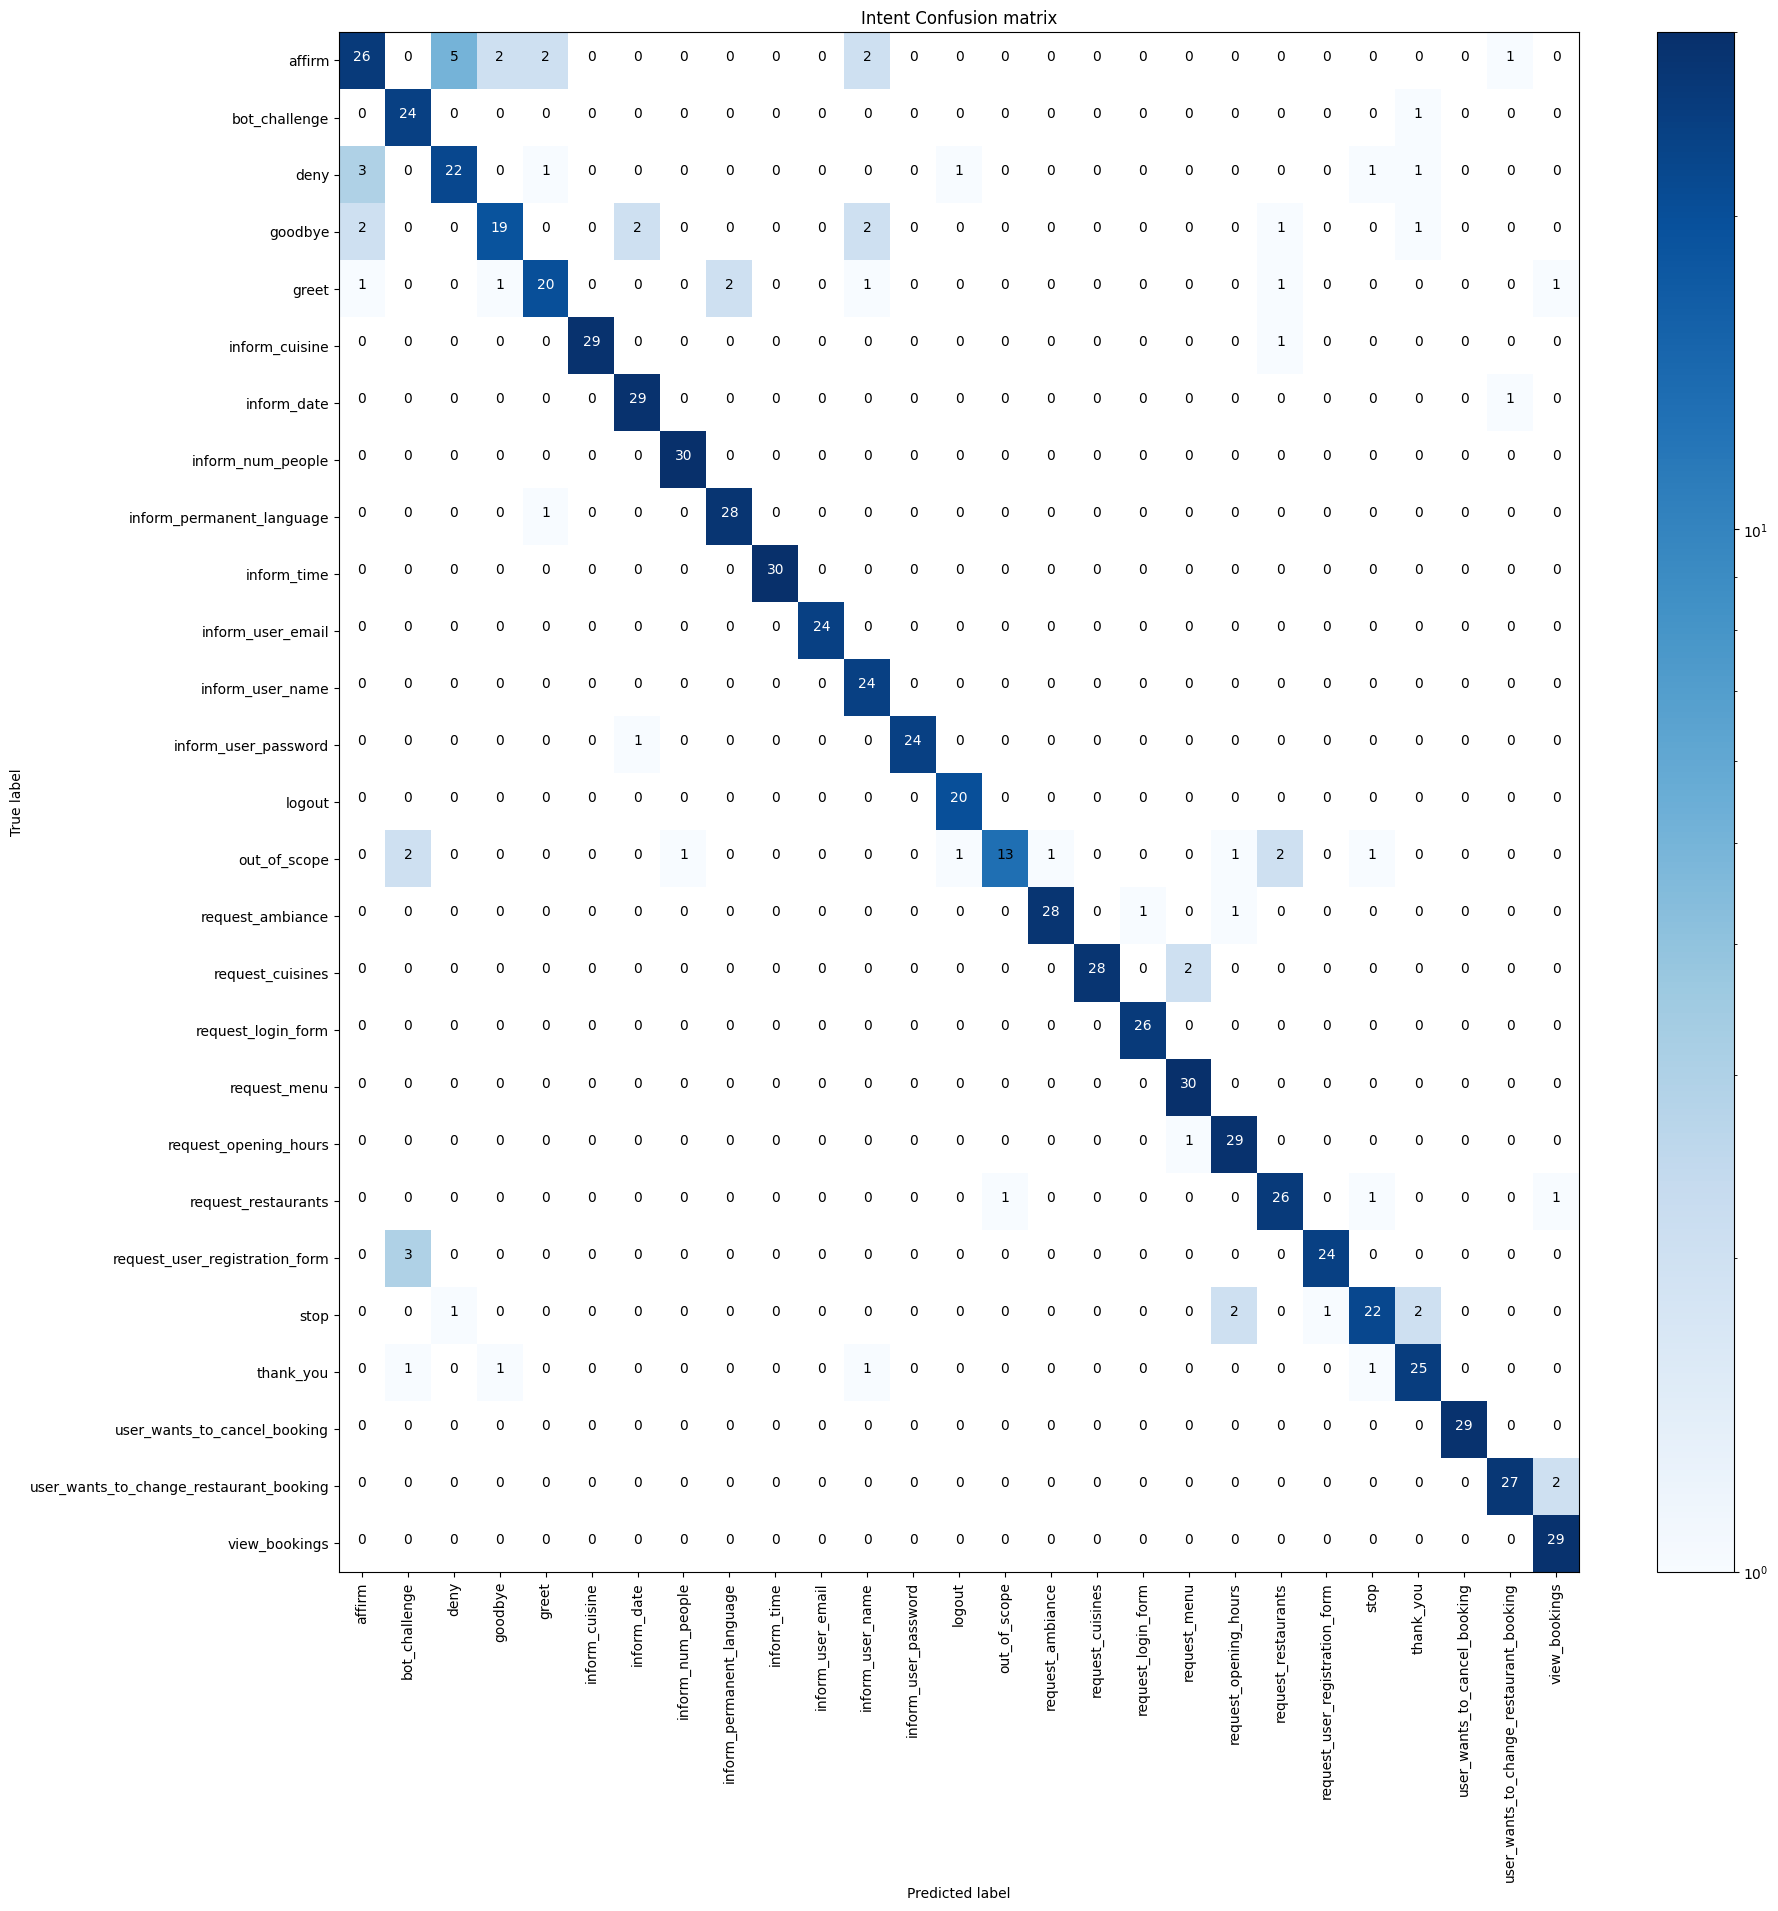 Intent Confusion matrix
affirm 26 0 5 2 2 0 0 0 0 0 0 2 0 0 0 0 0 0 0 0 0 0 0 0 0 1 0
bot_challenge 0 24 0 0 0 0 0 0 0 0 0 0 0 0 0 0 0 0 0 0 0 0 0 1 0 0 0
deny 3 0 22 0 1 0 0 0 0 0 0 0 0 1 0 0 0 0 0 0 0 0 1 1 0 0 0
goodbye 2 0 0 19 0 0 2 0 0 0 0 2 0 0 0 0 0 0 0 0 1 0 0 1 0 0 0
greet 1 0 0 1 20 0 0 0 2 0 0 1 0 0 0 0 0 0 0 0 1 0 0 0 0 0 1
inform_cuisine 0 0 0 0 0 29 0 0 0 0 0 0 0 0 0 0 0 0 0 0 1 0 0 0 0 0 0
inform_date 0 0 0 0 0 0 29 0 0 0 0 0 0 0 0 0 0 0 0 0 0 0 0 0 0 1 0
inform_num_people 0 0 0 0 0 0 0 30 0 0 0 0 0 0 0 0 0 0 0 0 0 0 0 0 0 0 0
inform_permanent_language 0 0 0 0 1 0 0 0 28 0 0 0 0 0 0 0 0 0 0 0 0 0 0 0 0 0 0
inform_time 0 0 0 0 0 0 0 0 0 30 0 0 0 0 0 0 0 0 0 0 0 0 0 0 0 0 0
inform_user_email 0 0 0 0 0 0 0 0 0 0 24 0 0 0 0 0 0 0 0 0 0 0 0 0 0 0 0
inform_user_name 0 0 0 0 0 0 0 0 0 0 0 24 0 0 0 0 0 0 0 0 0 0 0 0 0 0 0
inform_user_password 0 0 0 0 0 0 1 0 0 0 0 0 24 0 0 0 0 0 0 0 0 0 0 0 0 0 0
logout 0 0 0 0 0 0 0 0 0 0 0 0 0 20 0 0 0 0 0 0 0 0 0 0 0 0 0
out_of_scope 0 2 0 0 0 0 0 1 0 0 0 0 0 1 13 1 0 0 0 1 2 0 1 0 0 0 0
request_ambiance 0 0 0 0 0 0 0 0 0 0 0 0 0 0 0 28 0 1 0 1 0 0 0 0 0 0 0
request_cuisines 0 0 0 0 0 0 0 0 0 0 0 0 0 0 0 0 28 0 2 0 0 0 0 0 0 0 0
request_login_form 0 0 0 0 0 0 0 0 0 0 0 0 0 0 0 0 0 26 0 0 0 0 0 0 0 0 0
request_menu 0 0 0 0 0 0 0 0 0 0 0 0 0 0 0 0 0 0 30 0 0 0 0 0 0 0 0
request_opening_hours 0 0 0 0 0 0 0 0 0 0 0 0 0 0 0 0 0 0 1 29 0 0 0 0 0 0 0
request_restaurants 0 0 0 0 0 0 0 0 0 0 0 0 0 0 1 0 0 0 0 0 26 0 1 0 0 0 1
request_user_registration_form 0 3 0 0 0 0 0 0 0 0 0 0 0 0 0 0 0 0 0 0 0 24 0 0 0 0 0
stop 0 0 1 0 0 0 0 0 0 0 0 0 0 0 0 0 0 0 0 2 0 1 22 2 0 0 0
thank_you 0 1 0 1 0 0 0 0 0 0 0 1 0 0 0 0 0 0 0 0 0 0 1 25 0 0 0
user_wants_to_cancel_booking 0 0 0 0 0 0 0 0 0 0 0 0 0 0 0 0 0 0 0 0 0 0 0 0 29 0 0
user_wants_to_change_restaurant_booking 0 0 0 0 0 0 0 0 0 0 0 0 0 0 0 0 0 0 0 0 0 0 0 0 0 27 2
view_bookings 0 0 0 0 0 0 0 0 0 0 0 0 0 0 0 0 0 0 0 0 0 0 0 0 0 0 29
True label
affirm
bot_challenge
deny
goodbye
greet
inform_cuisine
inform_date
inform_num_people
inform_permanent_language
inform_time
inform_user_email
inform_user_name
inform_user_password
logout
out_of_scope
request_ambiance
request_cuisines
request_login_form
request_menu
request_opening_hours
request_restaurants
request_user_registration_form
stop
thank_you
user_wants_to_cancel_booking
user_wants_to_change_restaurant_booking
view_bookings
Predicted label
10¹
10⁰